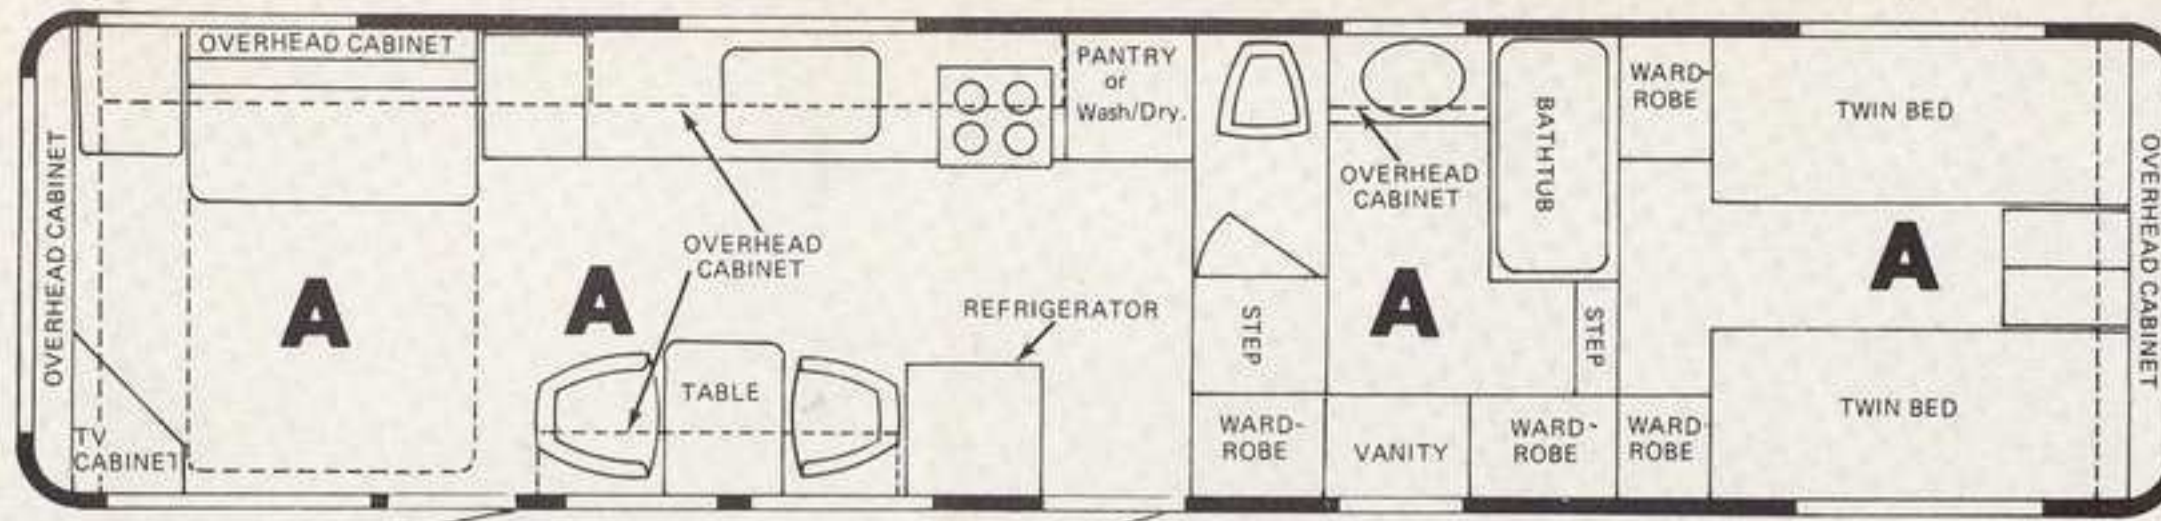 OVERHEAD CABINET
OVERHEAD CABINET
TV
CABINET
A
A
OVERHEAD
CABINET
TABLE
REFRIGERATOR
PANTRY
or
Wash/Dry.
STEP
WARD-
ROBE
OVERHEAD
CABINET
A
VANITY
BATHTUB
STEP
WARD-
ROBE
WARD-
ROBE
WARD-
ROBE
TWIN BED
A
TWIN BED
OVERHEAD CABINET